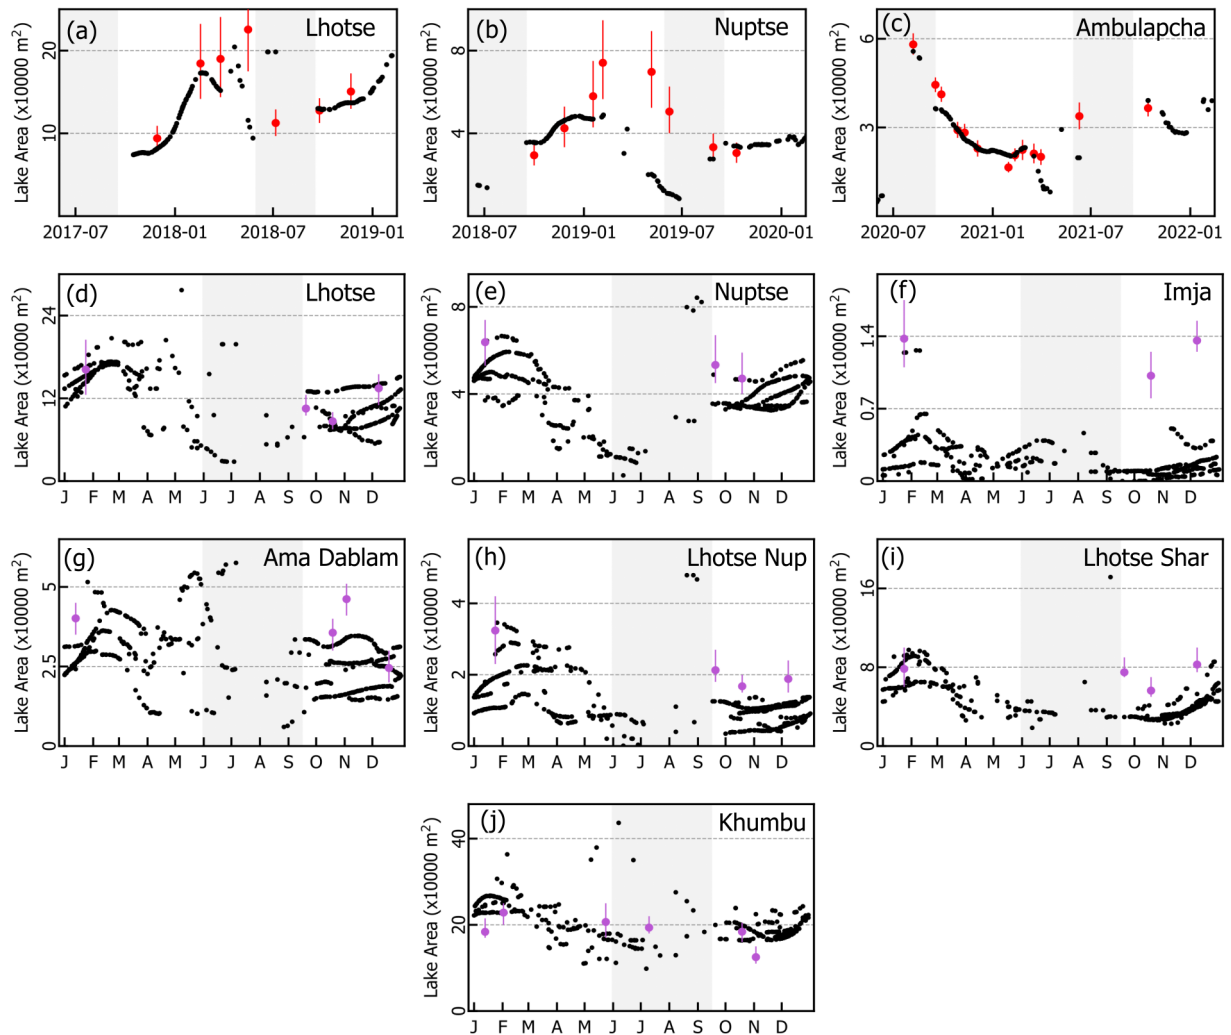 (a) Lhotse
Lake Area (x10000 m²)
20
10
2017-07 2018-01 2018-07 2019-01
(b) Nuptse
Lake Area (x10000 m²)
8
4
0
2018-07 2019-01 2019-07 2020-01
(c) Ambulapcha
Lake Area (x10000 m²)
6
3
0
2020-07 2021-01 2021-07 2022-01
(d) Lhotse
Lake Area (x10000 m²)
24
12
0
J F M A M J J A S O N D
(e) Nuptse
Lake Area (x10000 m²)
8
4
0
J F M A M J J A S O N D
(f) Imja
Lake Area (x10000 m²)
1.4
0.7
0
J F M A M J J A S O N D
(g) Ama Dablam
Lake Area (x10000 m²)
5
2.5
0
J F M A M J J A S O N D
(h) Lhotse Nup
Lake Area (x10000 m²)
4
2
0
J F M A M J J A S O N D
(i) Lhotse Shar
Lake Area (x10000 m²)
16
8
0
J F M A M J J A S O N D
(j) Khumbu
Lake Area (x10000 m²)
40
20
0
J F M A M J J A S O N D